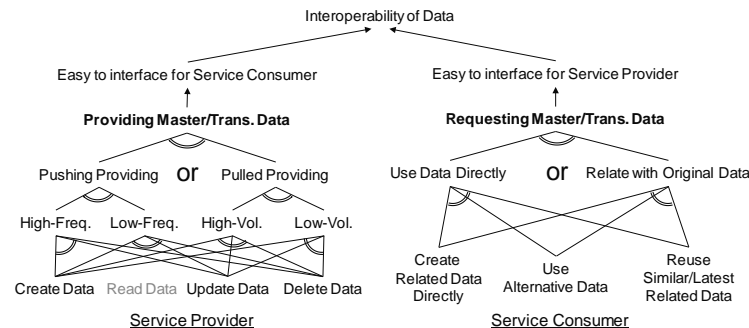 Interoperability of Data
Easy to interface for Service Consumer
Easy to interface for Service Provider
Providing Master/Trans. Data
Requesting Master/Trans. Data
Pushing Providing or Pulled Providing
Use Data Directly or Relate with Original Data
High-Freq. Low-Freq. High-Vol. Low-Vol.
Create Data Read Data Update Data Delete Data
Create
Related Data
Directly
Use
Alternative Data
Reuse
Similar/Latest
Related Data
Service Provider
Service Consumer